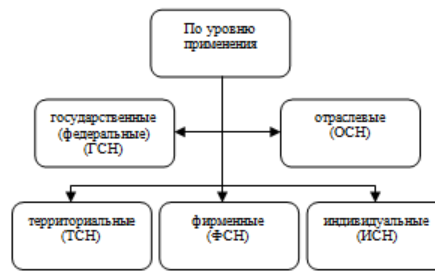 По уровню
применения
государственные
(федеральные)
(ГСН)
отраслевые
(ОСН)
территориальные
(ТСН)
фирменные
(ФСН)
индивидуальные
(ИСН)